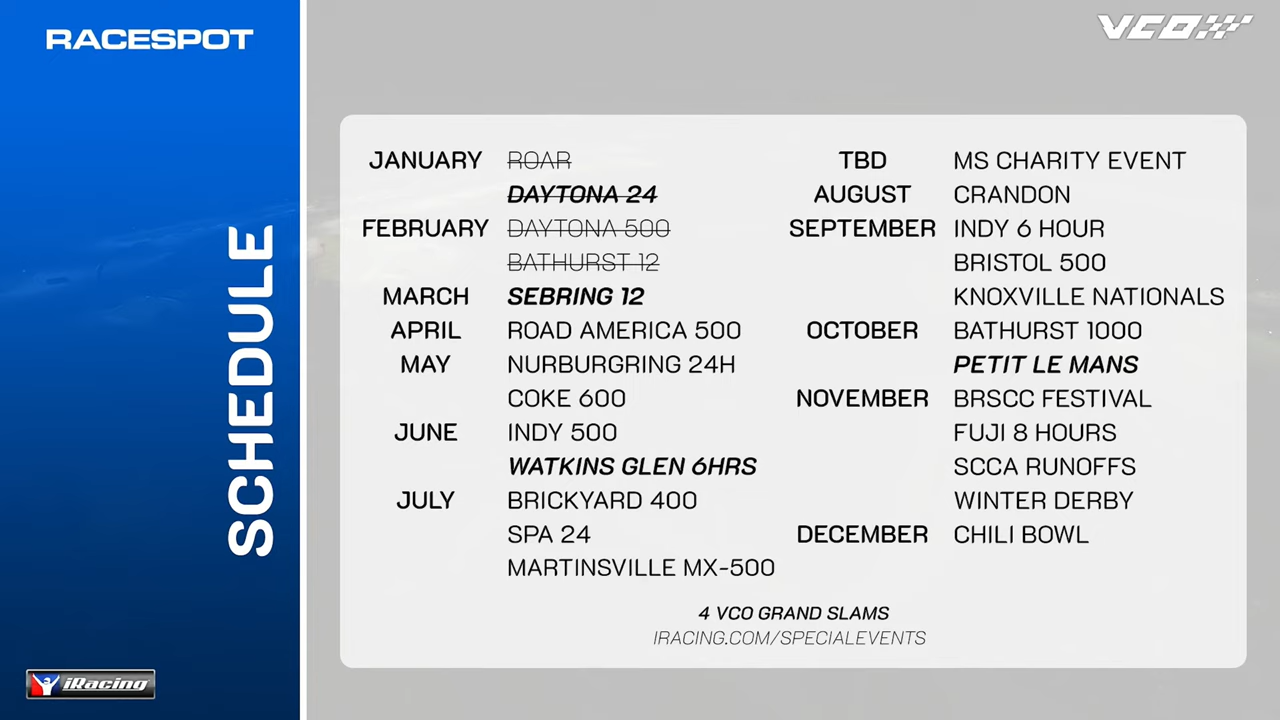 RACESPOT
VCO
SCHEDULE
JANUARY ROAR
DAYTONA 24
FEBRUARY DAYTONA 500
BATHURST 12
MARCH SEBRING 12
APRIL ROAD AMERICA 500
MAY NURBURGRING 24H
COKE 600
JUNE INDY 500
WATKINS GLEN 6HRS
JULY BRICKYARD 400
SPA 24
MARTINSVILLE MX-500
TBD MS CHARITY EVENT
AUGUST CRANDON
SEPTEMBER INDY 6 HOUR
BRISTOL 500
KNOXVILLE NATIONALS
OCTOBER BATHURST 1000
PETIT LE MANS
NOVEMBER BRSCC FESTIVAL
FUJI 8 HOURS
SCCA RUNOFFS
WINTER DERBY
DECEMBER CHILI BOWL
4 VCO GRAND SLAMS
IRACING.COM/SPECIALEVENTS
iRacing